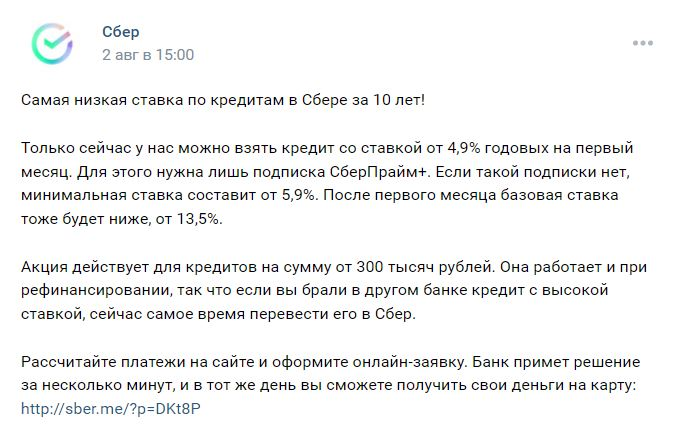 Сбер
2 авг в 15:00
Самая низкая ставка по кредитам в Сбере за 10 лет!
Только сейчас у нас можно взять кредит со ставкой от 4,9% годовых на первый
месяц. Для этого нужна лишь подписка СберПрайм+. Если такой подписки нет,
минимальная ставка составит от 5,9%. После первого месяца базовая ставка
тоже будет ниже, от 13,5%.
Акция действует для кредитов на сумму от 300 тысяч рублей. Она работает и при
рефинансировании, так что если вы брали в другом банке кредит с высокой
ставкой, сейчас самое время перевести его в Сбер.
Рассчитайте платежи на сайте и оформите онлайн-заявку. Банк примет решение
за несколько минут, и в тот же день вы сможете получить свои деньги на карту:
http://sber.me/?p=DKt8P